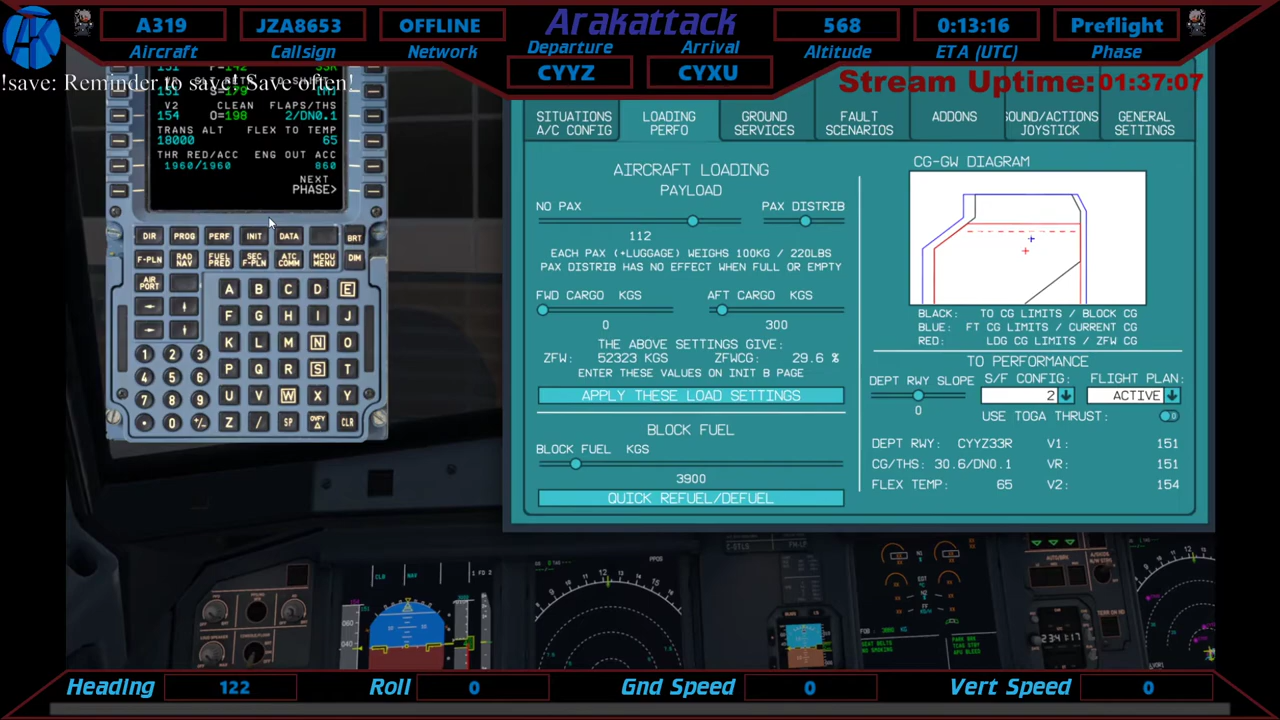 A319
Aircraft
JZA8653
Callsign
OFFLINE
Network
Arakattack
Departure
Arrival
CYYZ
CYXU
568
Altitude
0:13:16
ETA (UTC)
Preflight
Phase
!save: Reminder to save! Save often!
Stream Uptime: 01:37:07
V2 CLEAN FLAPS/THS
154 O=198 2/DN0.1
TRANS ALT FLEX TO TEMP
18000 65
THR RED/ACC ENG OUT ACC
1960/1960 860
NEXT
PHASE>
DIR PROG PERF INIT DATA BRT
F-PLN RAD NAV FUEL PRED SEC F-PLN ATC COMM MCDU MENU DIM
AIR PORT
A B C D E
F G H I J
K L M N O
P Q R S T
U V W X Y
Z / SP OVFY CLR
1 2 3
4 5 6
7 8 9
. 0 +/-
SITUATIONS A/C CONFIG
LOADING PERFO
GROUND SERVICES
FAULT SCENARIOS
ADDONS
SOUND/ACTIONS JOYSTICK
GENERAL SETTINGS
AIRCRAFT LOADING
PAYLOAD
NO PAX PAX DISTRIB
112
EACH PAX (+LUGGAGE) WEIGHS 100KG / 220LBS
PAX DISTRIB HAS NO EFFECT WHEN FULL OR EMPTY
FWD CARGO KGS AFT CARGO KGS
0 300
THE ABOVE SETTINGS GIVE:
ZFW: 52323 KGS ZFWCG: 29.6 %
ENTER THESE VALUES ON INIT B PAGE
APPLY THESE LOAD SETTINGS
BLOCK FUEL
BLOCK FUEL KGS
3900
QUICK REFUEL/DEFUEL
CG-GW DIAGRAM
BLACK: TO CG LIMITS / BLOCK CG
BLUE: FT CG LIMITS / CURRENT CG
RED: LDG CG LIMITS / ZFW CG
TO PERFORMANCE
DEPT RWY SLOPE S/F CONFIG: FLIGHT PLAN:
0 2 ACTIVE
USE TOGA THRUST:
DEPT RWY: CYYZ33R V1: 151
CG/THS: 30.6/DN0.1 VR: 151
FLEX TEMP: 65 V2: 154
CLB NAV 1 FD 2
Heading 122
Roll 0
Gnd Speed 0
Vert Speed 0